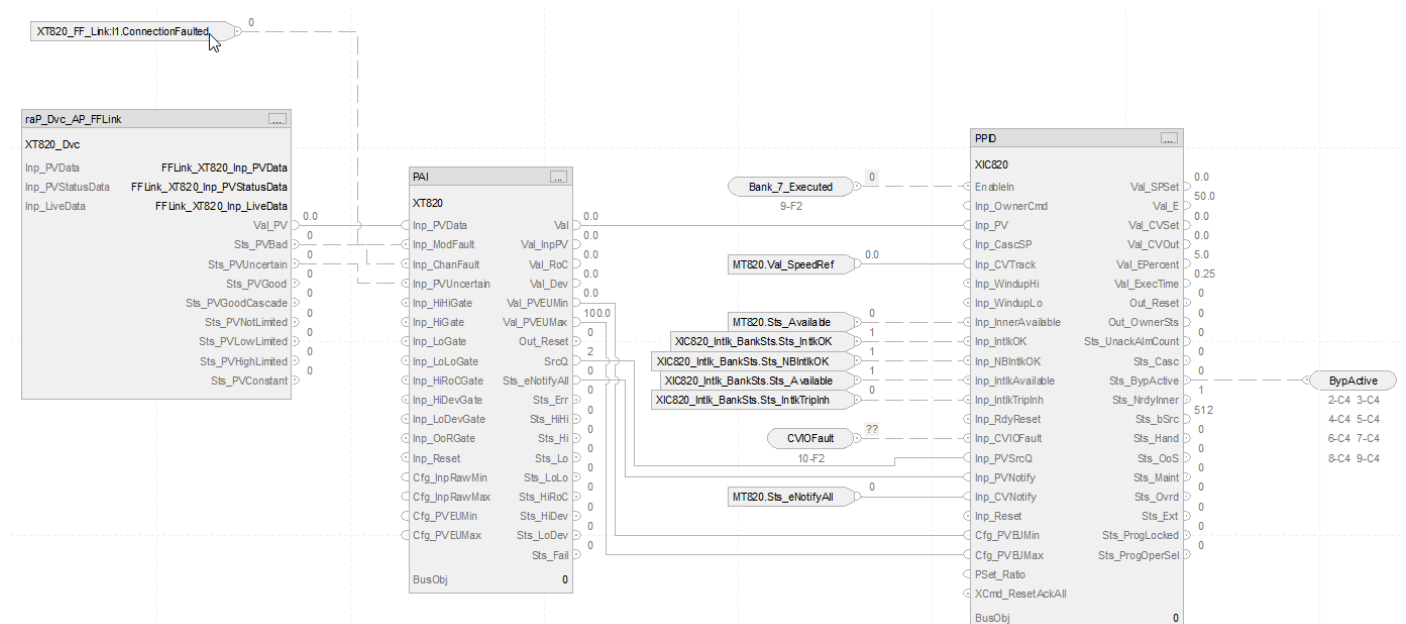 XT820_FF_Link:I1.ConnectionFaulted
0
raP_Dvc_AP_FFLink
...
XT820_Dvc
Inp_PVData FFLink_XT820_Inp_PVData
Inp_PVStatusData FFLink_XT820_Inp_PVStatusData
Inp_LiveData FFLink_XT820_Inp_LiveData
Val_PV 0.0
Sts_PVBad 0
Sts_PVUncertain 0
Sts_PVGood 0
Sts_PVGoodCascade 0
Sts_PVNotLimited 0
Sts_PVLowLimited 0
Sts_PVHighLimited 0
Sts_PVConstant 0
PAI
...
XT820
Inp_PVData Val 0.0
Inp_ModFault Val_InpPV 0.0
Inp_ChanFault Val_RoC 0.0
Inp_PVUncertain Val_Dev 0.0
Inp_HiHiGate Val_PVEUMin 0.0
Inp_HiGate Val_PVEUMax 100.0
Inp_LoGate Out_Reset 0
Inp_LoLoGate SrcQ 2
Inp_HiRoCGate Sts_eNotifyAll 0
Inp_HiDevGate Sts_Err 0
Inp_LoDevGate Sts_HiHi 0
Inp_OoRGate Sts_Hi 0
Inp_Reset Sts_Lo 0
Cfg_InpRawMin Sts_LoLo 0
Cfg_InpRawMax Sts_HiRoC 0
Cfg_PVEUMin Sts_HiDev 0
Cfg_PVEUMax Sts_LoDev 0
Sts_Fail 0
BusObj 0
Bank_7_Executed 0
9-F2
MT820.Val_SpeedRef 0.0
MT820.Sts_Available 0
XIC820_Intlk_BankSts.Sts_IntlkOK 1
XIC820_Intlk_BankSts.Sts_NBIntlkOK 1
XIC820_Intlk_BankSts.Sts_Available 1
XIC820_Intlk_BankSts.Sts_IntlkTripInh 0
CVIOFault ??
10-F2
MT820.Sts_eNotifyAll 0
PPID
...
XIC820
EnableIn Val_SPSet 0.0
Inp_OwnerCmd Val_E 50.0
Inp_PV Val_CVSet 0.0
Inp_CascSP Val_CVOut 0.0
Inp_CVTrack Val_EPercent 5.0
Inp_WindupHi Val_ExecTime 0.25
Inp_WindupLo Out_Reset 0
Inp_InnerAvailable Out_OwnerSts 0
Inp_IntlkOK Sts_UnackAlmCount 0
Inp_NBIntlkOK Sts_Casc 0
Inp_IntlkAvailable Sts_BypActive 0
Inp_IntlkTripInh Sts_NrdyInner 1
Inp_RdyReset Sts_bSrc 512
Inp_CVIOFault Sts_Hand 0
Inp_PVSrcQ Sts_OoS 0
Inp_PVNotify Sts_Maint 0
Inp_CVNotify Sts_Ovrd 0
Inp_Reset Sts_Ext 0
Cfg_PVEUMin Sts_ProgLocked 0
Cfg_PVEUMax Sts_ProgOperSel 0
PSet_Ratio
XCmd_ResetAckAll
BusObj 0
BypActive
2-C4 3-C4
4-C4 5-C4
6-C4 7-C4
8-C4 9-C4